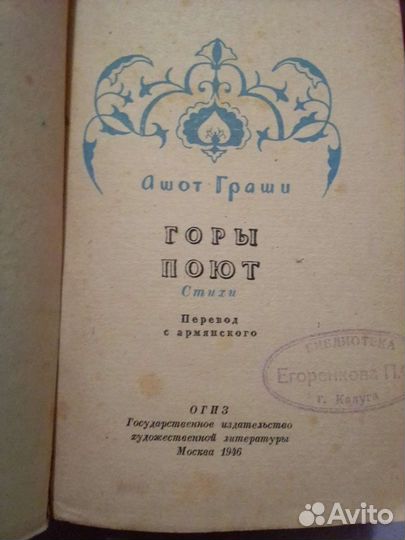 Ашот Граши
ГОРЫ
ПОЮТ
Стихи
Перевод
с армянского
БИБЛИОТЕКА
Егоренкова П.
г. Калуга
ОГИЗ
Государственное издательство
художественной литературы
Москва 1946
Avito